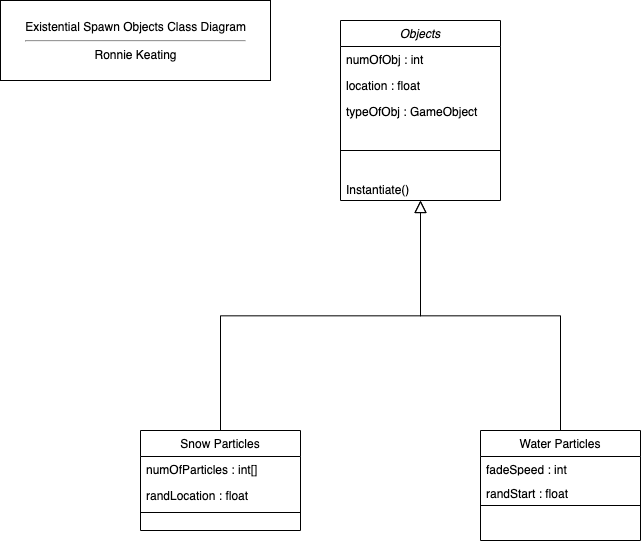 Existential Spawn Objects Class Diagram
Ronnie Keating
Objects
numOfObj : int
location : float
typeOfObj : GameObject
Instantiate()
Snow Particles
numOfParticles : int[]
randLocation : float
Water Particles
fadeSpeed : int
randStart : float